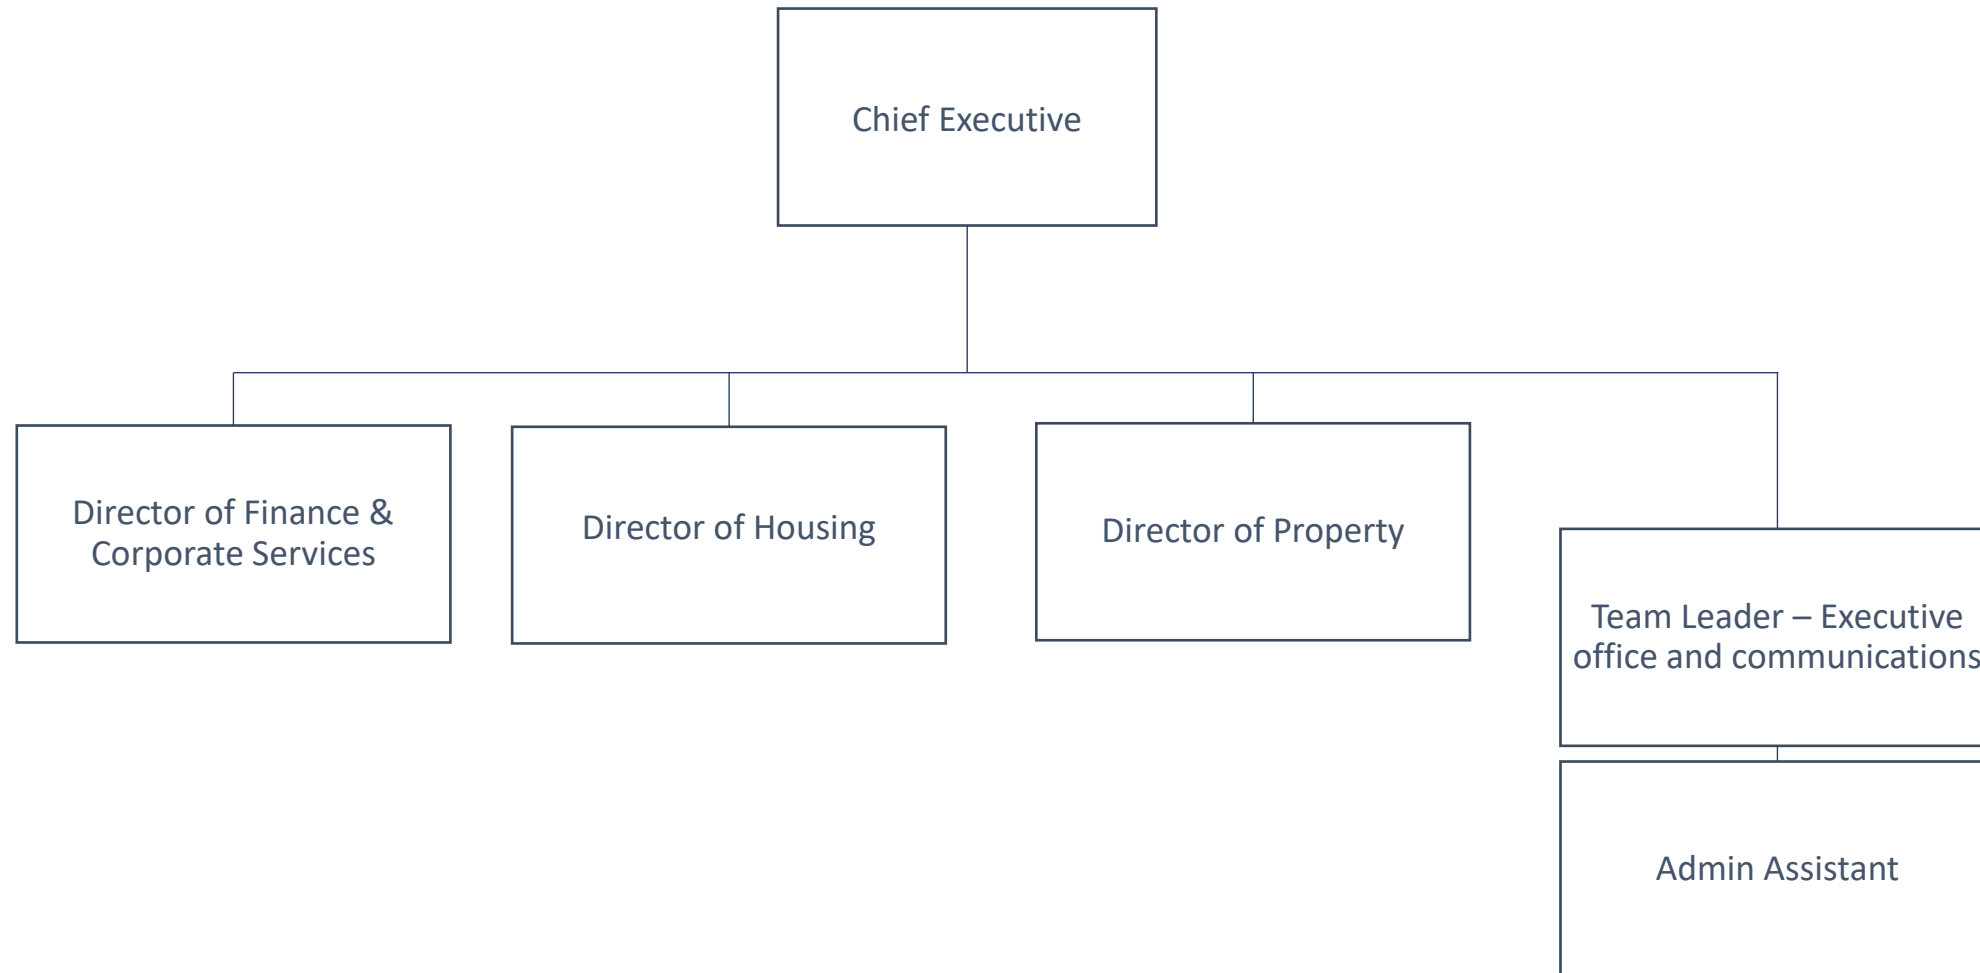 Chief Executive
Director of Finance &
Corporate Services
Director of Housing
Director of Property
Team Leader – Executive
office and communications
Admin Assistant